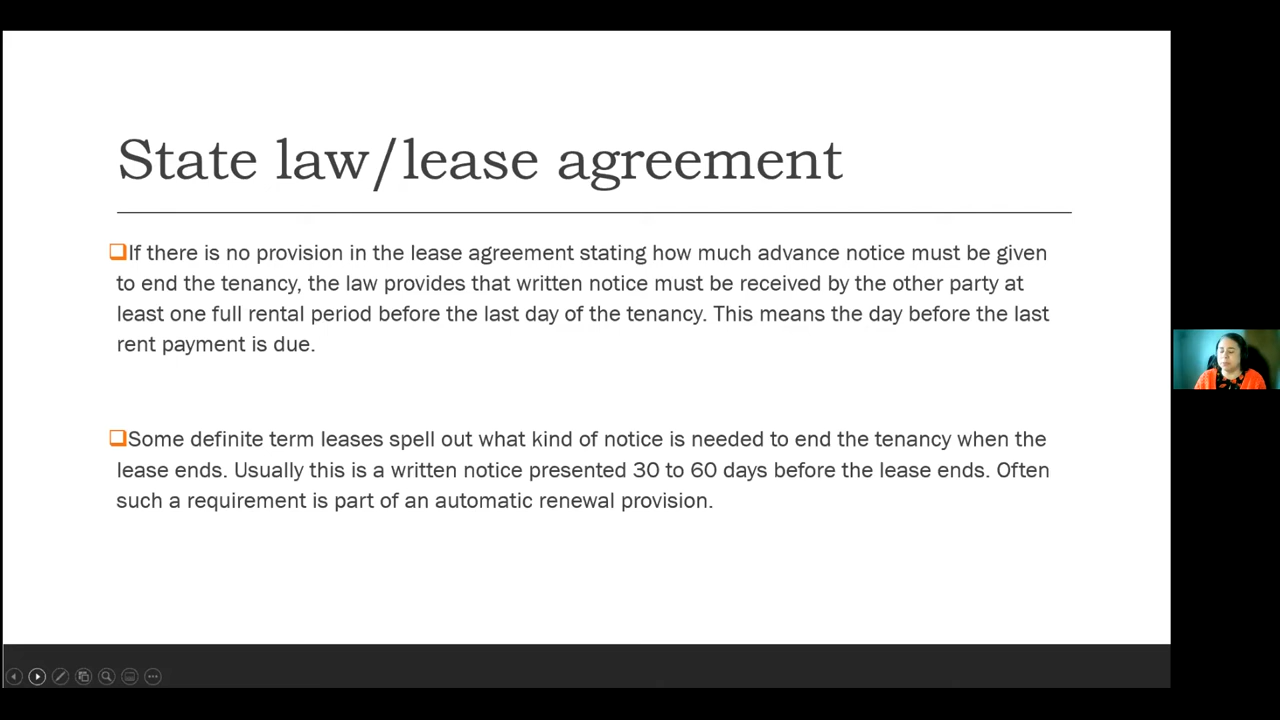 State law/lease agreement
If there is no provision in the lease agreement stating how much advance notice must be given
to end the tenancy, the law provides that written notice must be received by the other party at
least one full rental period before the last day of the tenancy. This means the day before the last
rent payment is due.
Some definite term leases spell out what kind of notice is needed to end the tenancy when the
lease ends. Usually this is a written notice presented 30 to 60 days before the lease ends. Often
such a requirement is part of an automatic renewal provision.